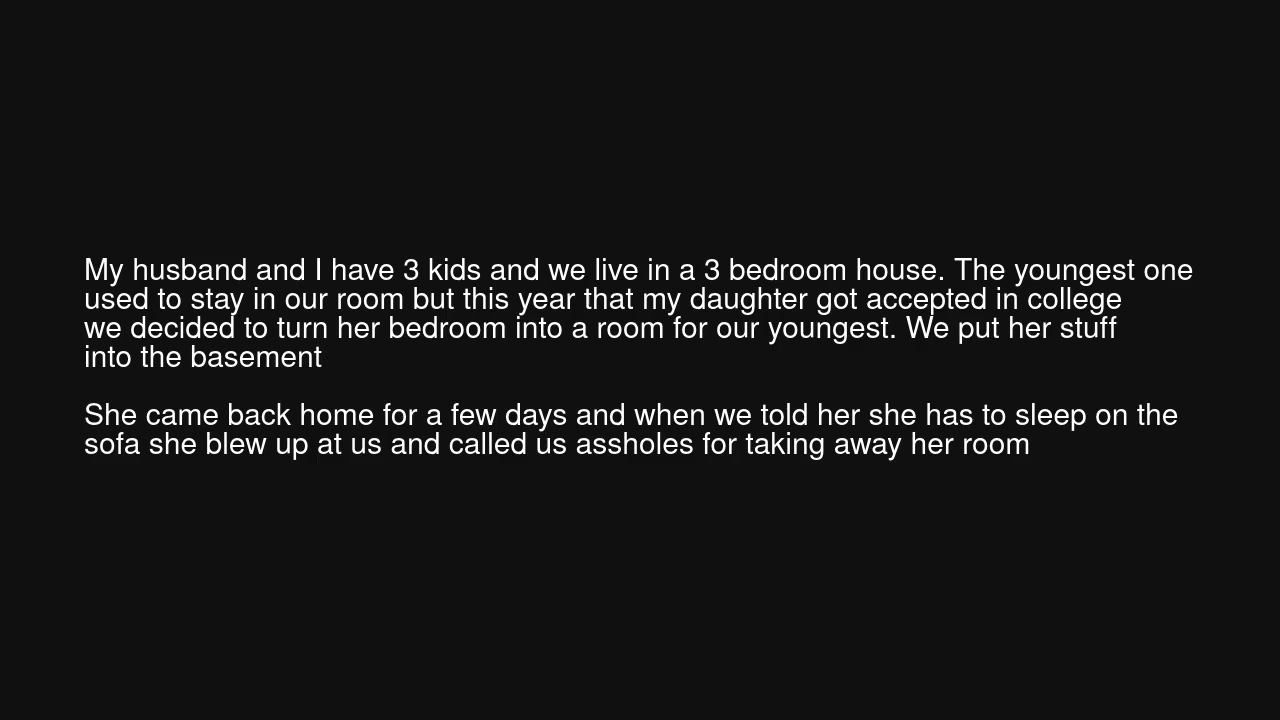 My husband and I have 3 kids and we live in a 3 bedroom house. The youngest one
used to stay in our room but this year that my daughter got accepted in college
we decided to turn her bedroom into a room for our youngest. We put her stuff
into the basement
She came back home for a few days and when we told her she has to sleep on the
sofa she blew up at us and called us assholes for taking away her room